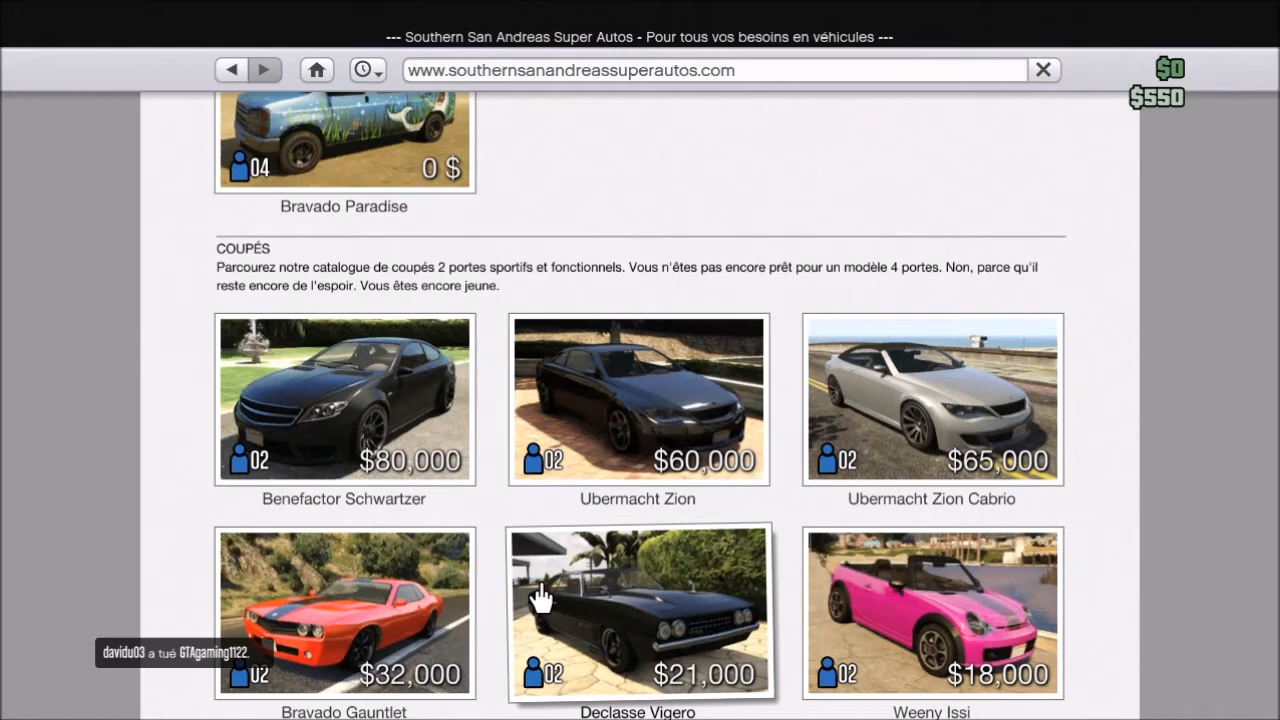 --- Southern San Andreas Super Autos - Pour tous vos besoins en véhicules ---
www.southernsanandreassuperautos.com
$0
$550
04
0 $
Bravado Paradise
COUPÉS
Parcourez notre catalogue de coupés 2 portes sportifs et fonctionnels. Vous n'êtes pas encore prêt pour un modèle 4 portes. Non, parce qu'il
reste encore de l'espoir. Vous êtes encore jeune.
02 $80,000
02 $60,000
02 $65,000
Benefactor Schwartzer
Ubermacht Zion
Ubermacht Zion Cabrio
davidu03 a tué GTAgaming1122.
02 $32,000
02 $21,000
02 $18,000
Bravado Gauntlet
Declasse Vigero
Weeny Issi